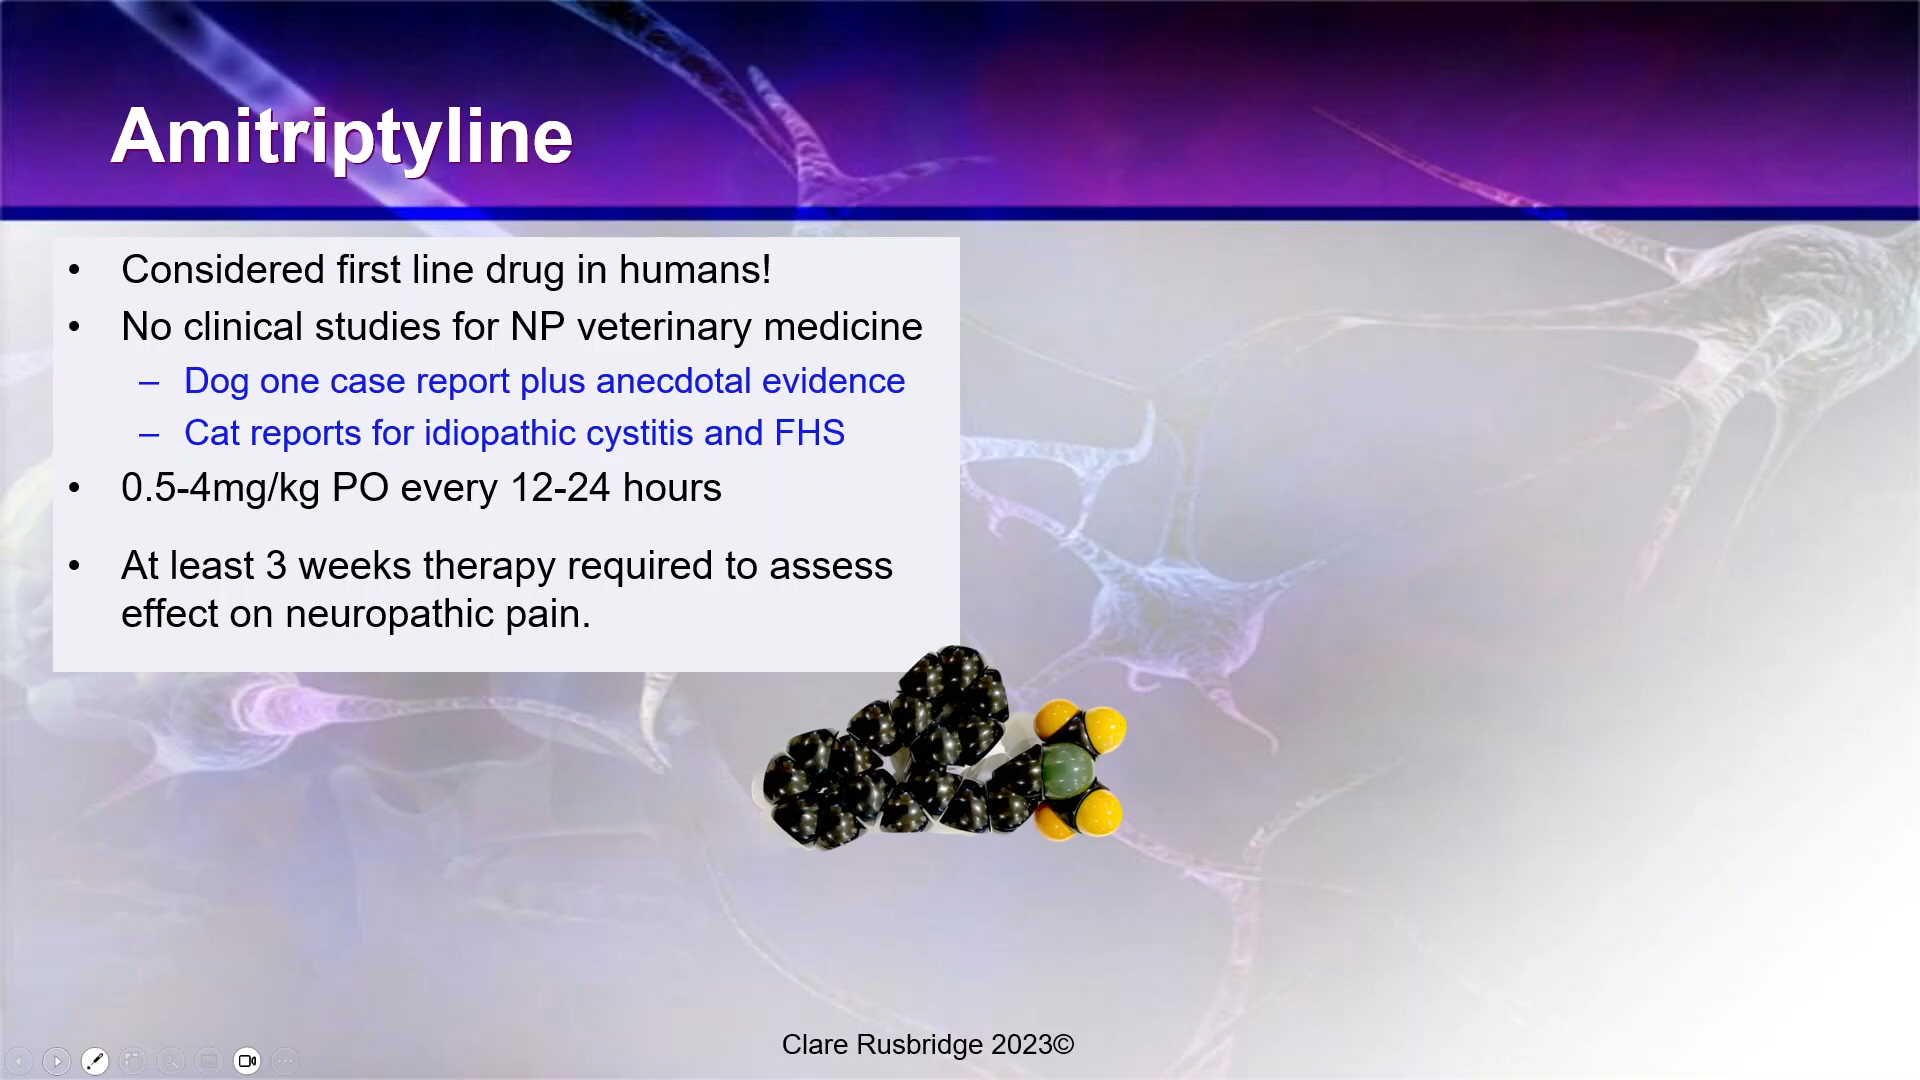 Amitriptyline
• Considered first line drug in humans!
• No clinical studies for NP veterinary medicine
– Dog one case report plus anecdotal evidence
– Cat reports for idiopathic cystitis and FHS
• 0.5-4mg/kg PO every 12-24 hours
• At least 3 weeks therapy required to assess
effect on neuropathic pain.
Clare Rusbridge 2023©